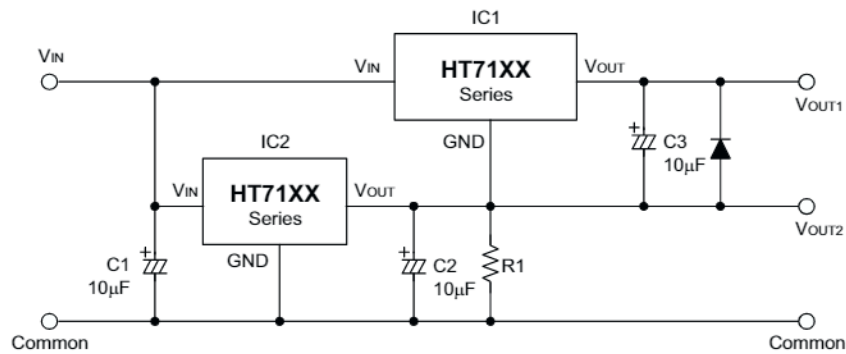 IC1
VIN
VIN
HT71XX
Series
VOUT
VOUT1
GND
C3
10μF
IC2
VIN
HT71XX
Series
VOUT
VOUT2
GND
C1
10μF
C2
10μF
R1
Common
Common